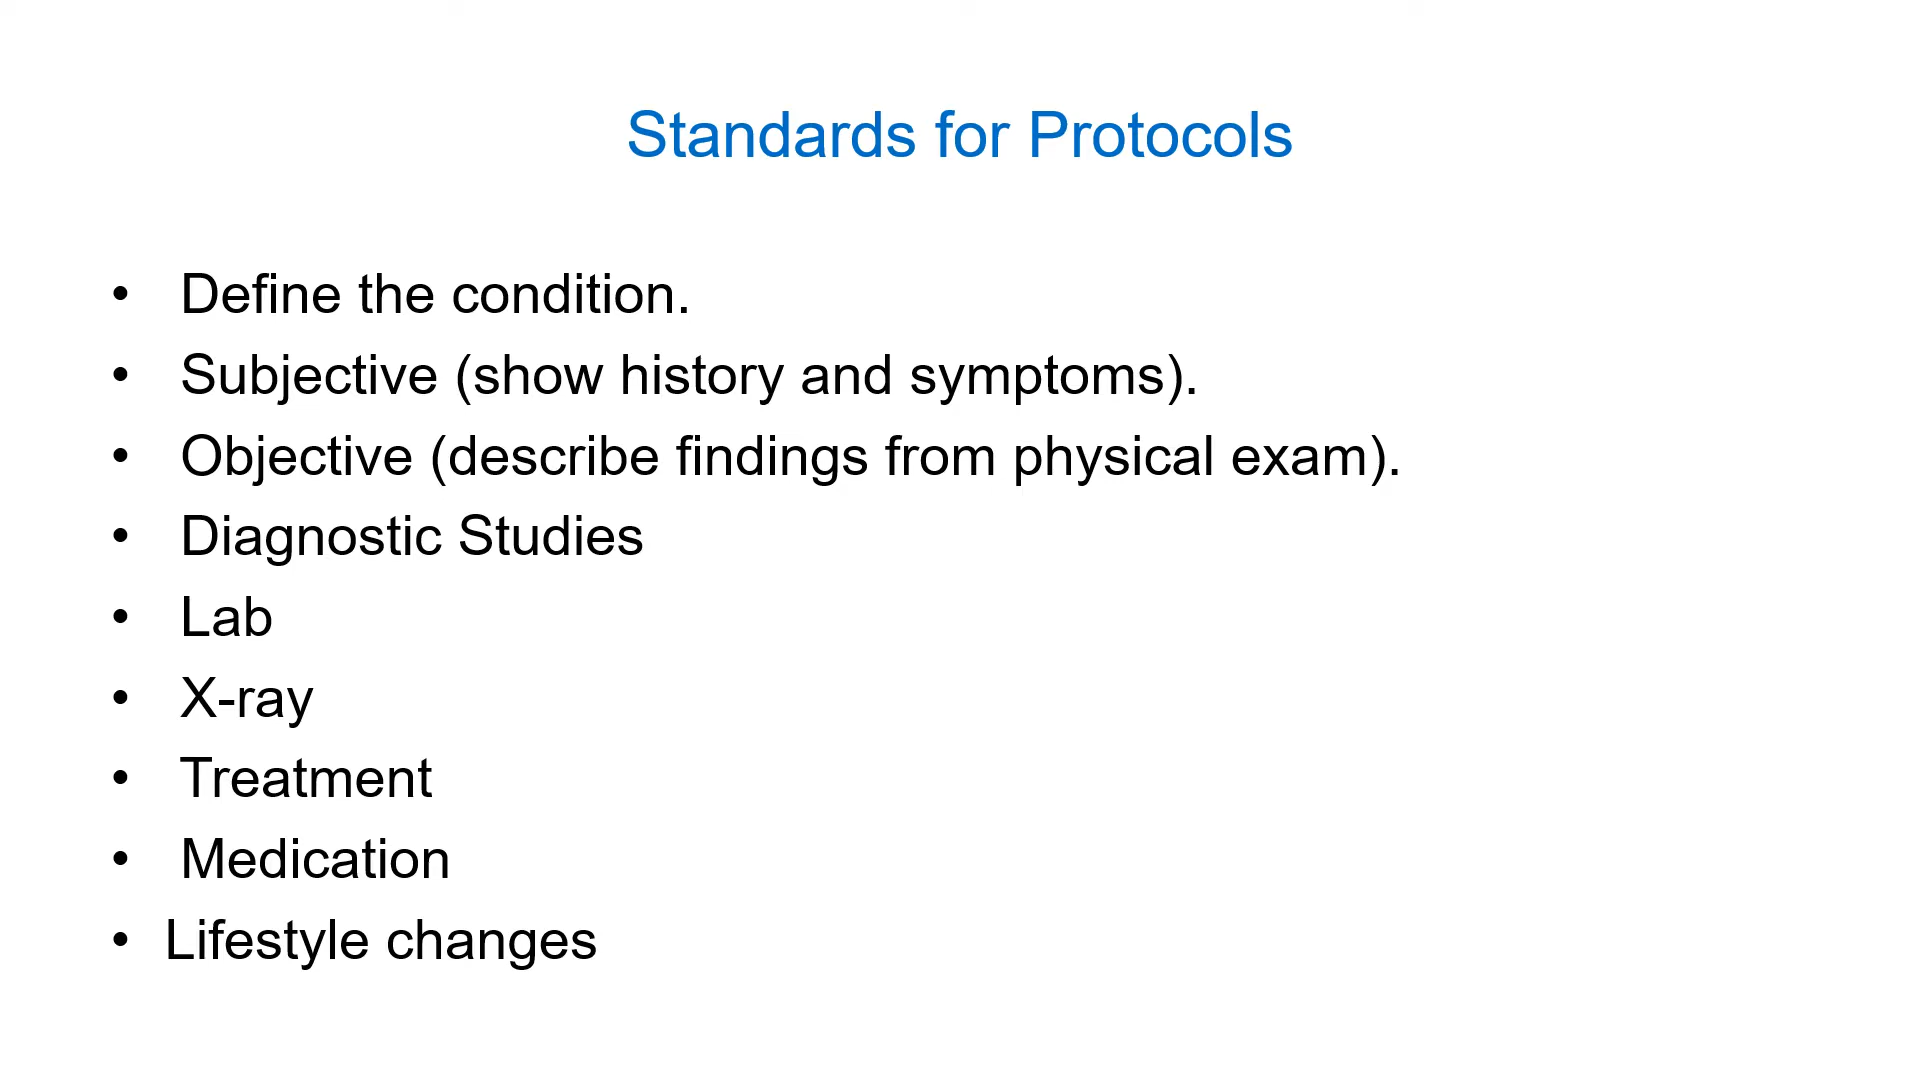 Standards for Protocols
• Define the condition.
• Subjective (show history and symptoms).
• Objective (describe findings from physical exam).
• Diagnostic Studies
• Lab
• X-ray
• Treatment
• Medication
• Lifestyle changes